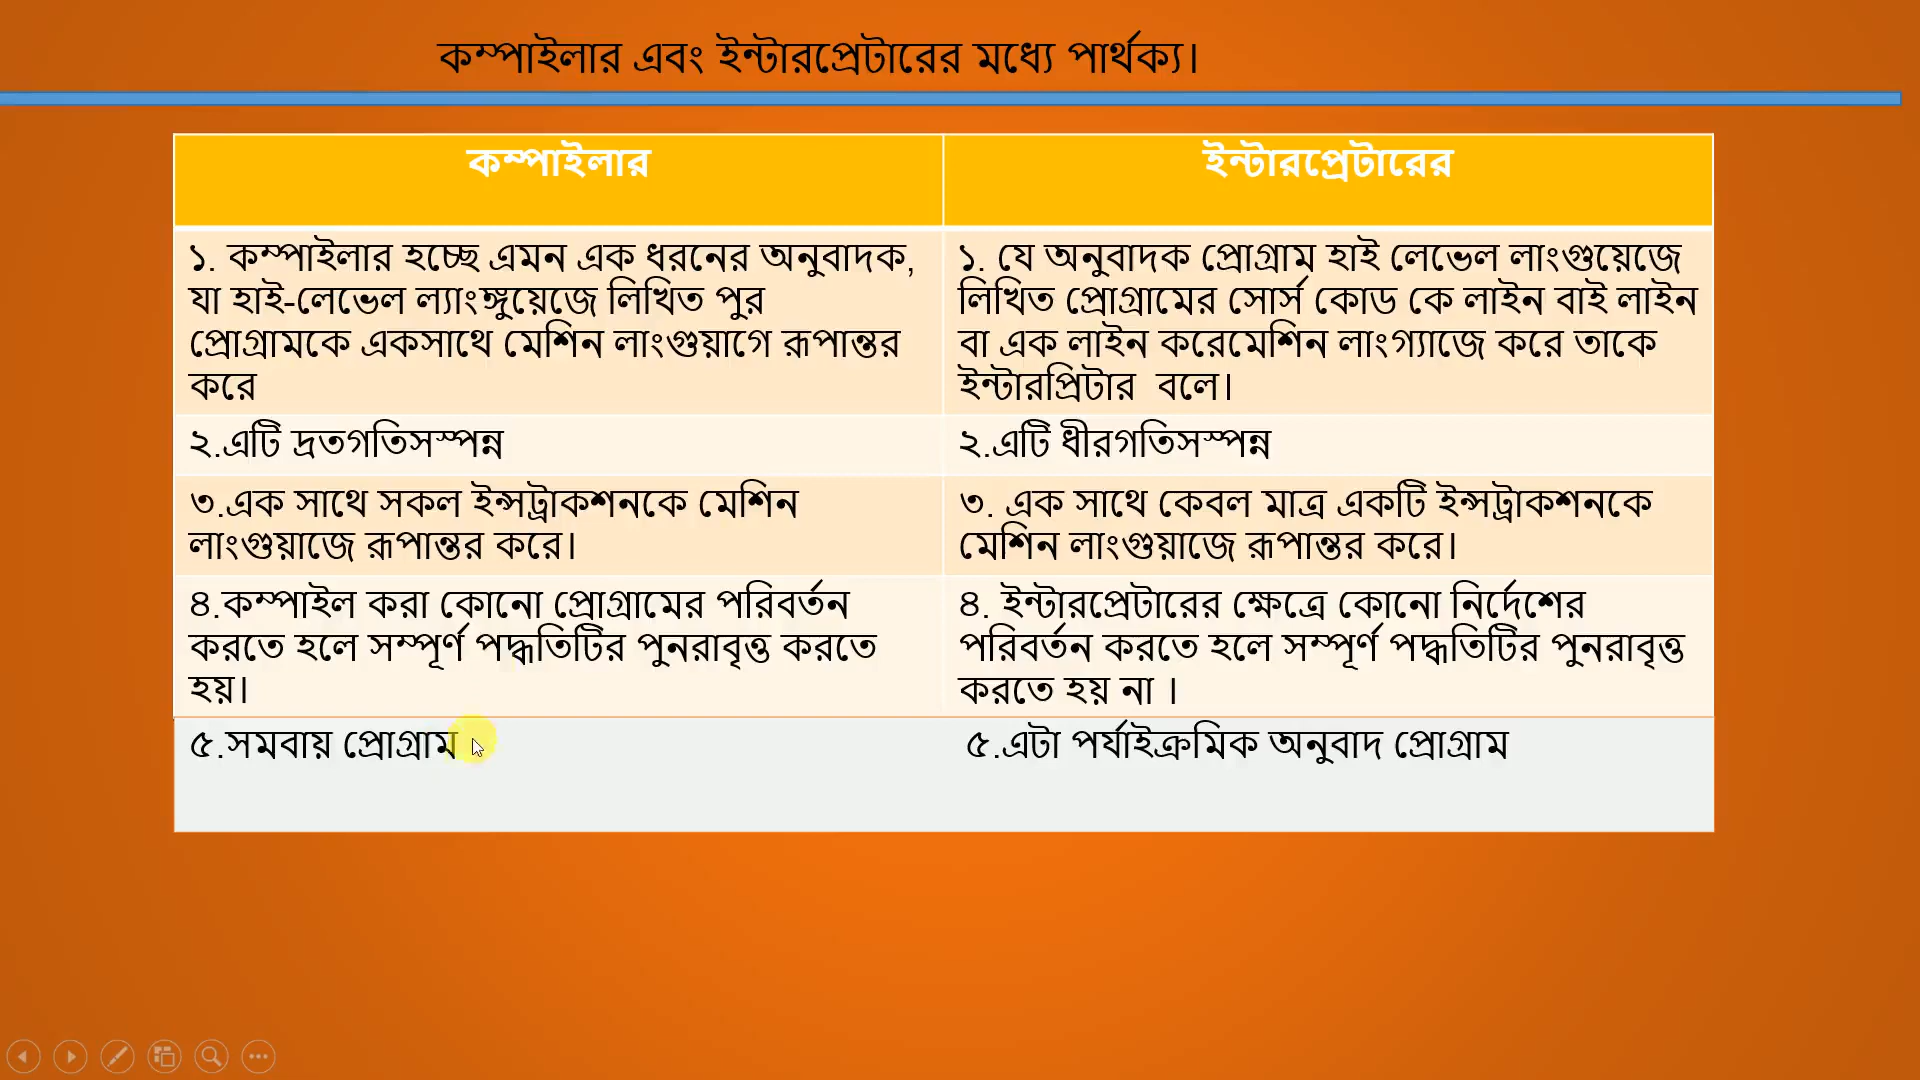 কম্পাইলার এবং ইন্টারপ্রেটারের মধ্যে পার্থক্য।
কম্পাইলার
ইন্টারপ্রেটারের
১. কম্পাইলার হচ্ছে এমন এক ধরনের অনুবাদক,
যা হাই-লেভেল ল্যাংঙ্গুয়েজে লিখিত পুর
প্রোগ্রামকে একসাথে মেশিন লাংগুয়াগে রূপান্তর
করে
১. যে অনুবাদক প্রোগ্রাম হাই লেভেল লাংগুয়েজে
লিখিত প্রোগ্রামের সোর্স কোড কে লাইন বাই লাইন
বা এক লাইন করেমেশিন লাংগ্যাজে করে তাকে
ইন্টারপ্রিটার বলে।
২.এটি দ্রতগতিসস্পন্ন
২.এটি ধীরগতিসস্পন্ন
৩.এক সাথে সকল ইন্সট্রাকশনকে মেশিন
লাংগুয়াজে রূপান্তর করে।
৩. এক সাথে কেবল মাত্র একটি ইন্সট্রাকশনকে
মেশিন লাংগুয়াজে রূপান্তর করে।
৪.কম্পাইল করা কোনো প্রোগ্রামের পরিবর্তন
করতে হলে সম্পূর্ণ পদ্ধতিটির পুনরাবৃত্ত করতে
হয়।
৪. ইন্টারপ্রেটারের ক্ষেত্রে কোনো নির্দেশের
পরিবর্তন করতে হলে সম্পূর্ণ পদ্ধতিটির পুনরাবৃত্ত
করতে হয় না ।
৫.সমবায় প্রোগ্রাম
৫.এটা পর্যাইক্রমিক অনুবাদ প্রোগ্রাম